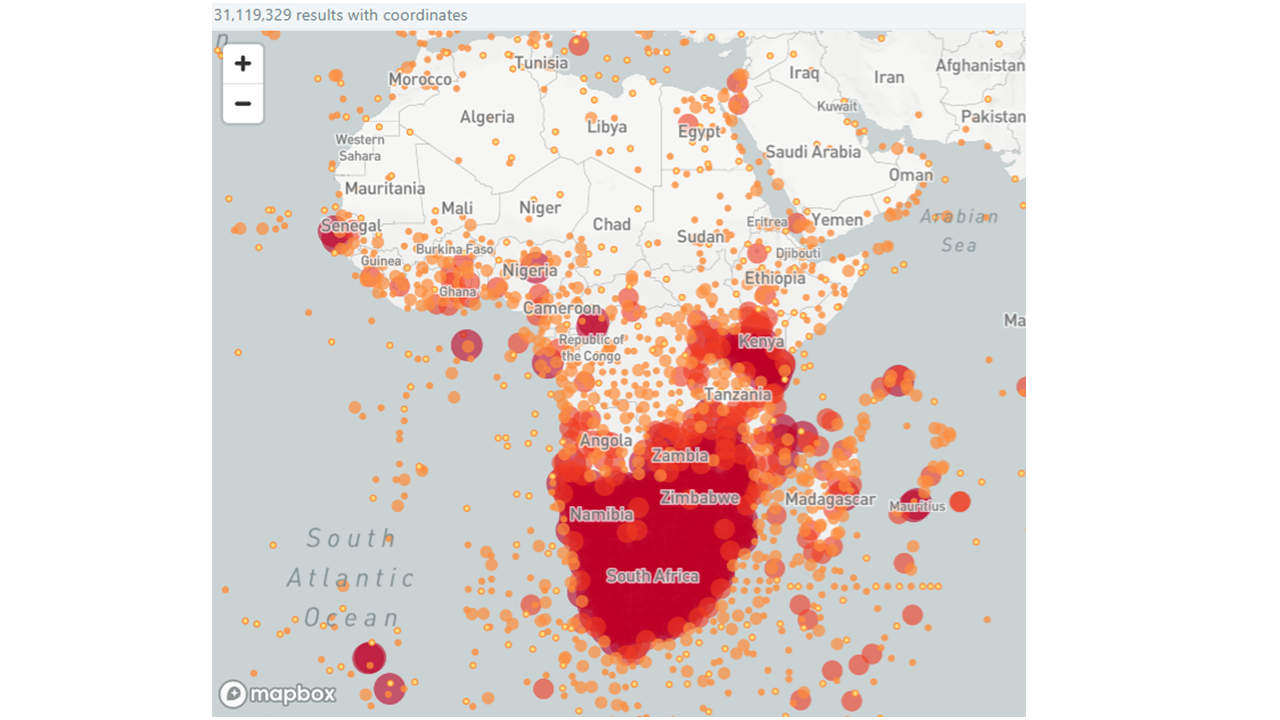 31,119,329 results with coordinates
+
−
Tunisia
Morocco
Iraq
Iran
Afghanistan
Kuwait
Algeria
Libya
Egypt
Pakistan
Western
Sahara
Saudi Arabia
Oman
Mauritania
Mali
Niger
Chad
Sudan
Eritrea
Yemen
Arabian
Sea
Senegal
Burkina Faso
Djibouti
Guinea
Nigeria
Ethiopia
Ghana
Cameroon
Republic of
the Congo
Kenya
Ma
Tanzania
Angola
Zambia
Zimbabwe
Madagascar
Mauritius
Namibia
South Africa
South
Atlantic
Ocean
mapbox